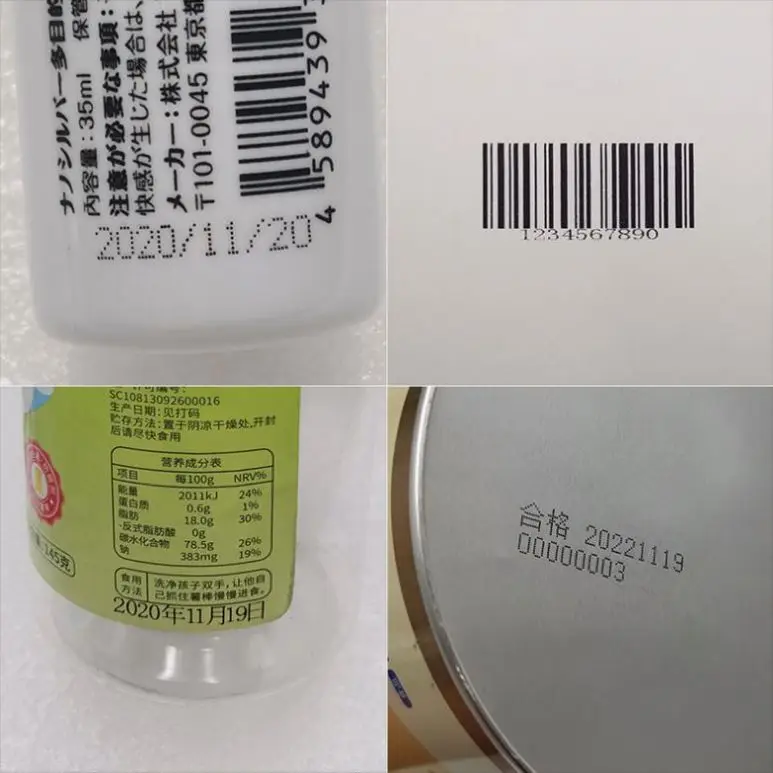 ナノシルバー多目的
内容量:35ml 保管
注意が必要な事項:
快感が生じた場合は、
メーカー:株式会社
〒101-0045 東京都
4 589439
2020/11/20
1234567890
許可编号:
SC10813092600016
生产日期:见打码
贮存方法:置于阴凉干燥处,开封
后请尽快食用
营养成分表
项目 每100g NRV%
能量 2011kJ 24%
蛋白质 0.6g 1%
脂肪 18.0g 30%
-反式脂肪酸 0g
碳水化合物 78.5g 26%
钠 383mg 19%
145克
食用方法: 洗净孩子双手,让他自
己抓住薯棒慢慢进食。
2020年11月19日
合格 20221119
00000003